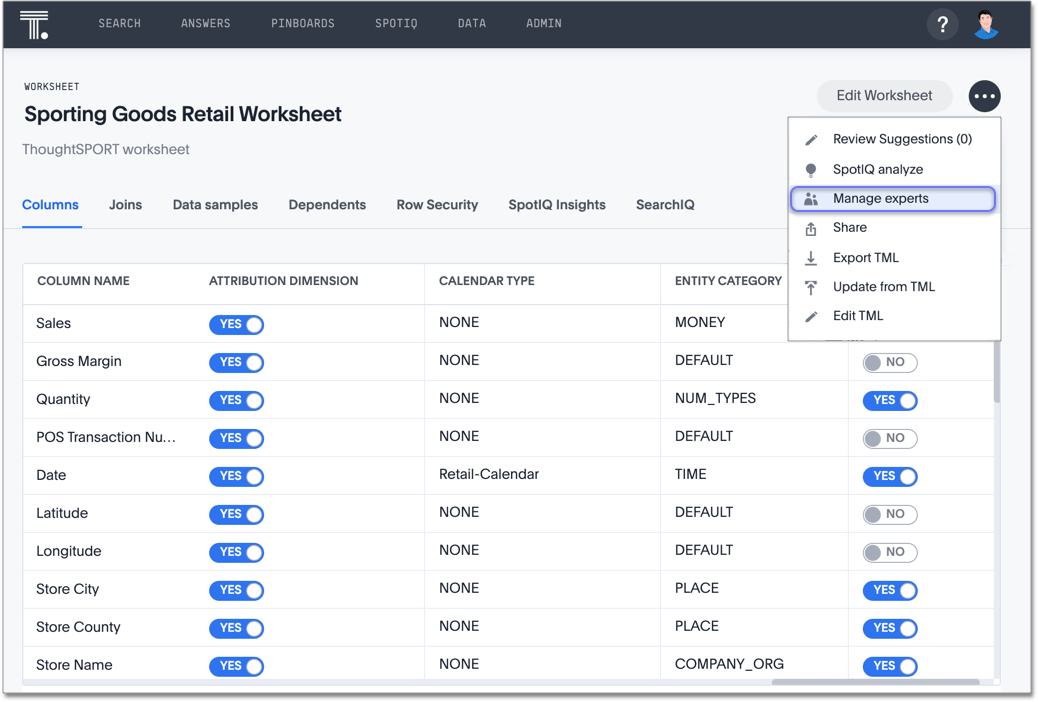 T.
SEARCH ANSWERS PINBOARDS SPOTIQ DATA ADMIN ?
WORKSHEET
Sporting Goods Retail Worksheet
ThoughtSPORT worksheet
Edit Worksheet
Review Suggestions (0)
SpotIQ analyze
Manage experts
Share
Export TML
Update from TML
Edit TML
Columns Joins Data samples Dependents Row Security SpotIQ Insights SearchIQ
COLUMN NAME ATTRIBUTION DIMENSION CALENDAR TYPE ENTITY CATEGORY
Sales YES NONE MONEY
Gross Margin YES NONE DEFAULT NO
Quantity YES NONE NUM_TYPES YES
POS Transaction Nu... YES NONE DEFAULT NO
Date YES Retail-Calendar TIME YES
Latitude YES NONE DEFAULT NO
Longitude YES NONE DEFAULT NO
Store City YES NONE PLACE YES
Store County YES NONE PLACE YES
Store Name YES NONE COMPANY_ORG YES